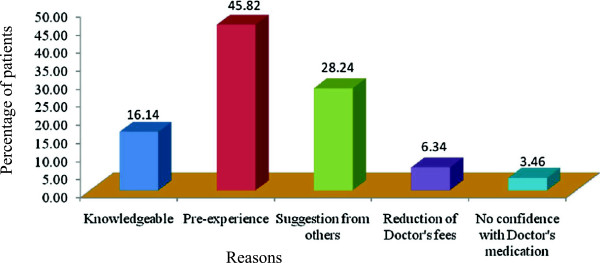 Percentage of patients
50.00
45.00
40.00
35.00
30.00
25.00
20.00
15.00
10.00
5.00
0.00
16.14
45.82
28.24
6.34
3.46
Knowledgeable
Pre-experience
Suggestion from
others
Reduction of
Doctor's fees
No confidence
with Doctor's
medication
Reasons